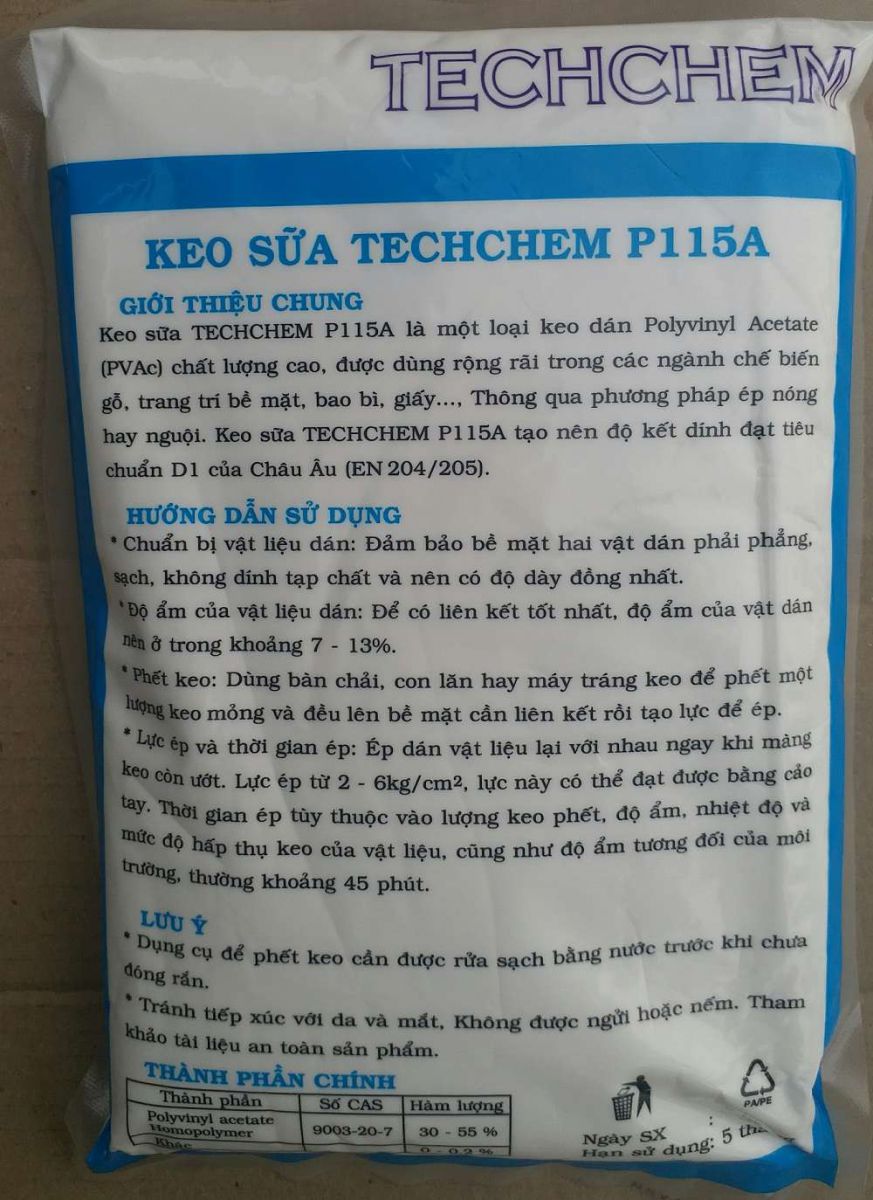 TECHCHEM
KEO SỮA TECHCHEM P115A
GIỚI THIỆU CHUNG
Keo sữa TECHCHEM P115A là một loại keo dán Polyvinyl Acetate
(PVAc) chất lượng cao, được dùng rộng rãi trong các ngành chế biến
gỗ, trang trí bề mặt, bao bì, giấy..., Thông qua phương pháp ép nóng
hay nguội. Keo sữa TECHCHEM P115A tạo nên độ kết dính đạt tiêu
chuẩn D1 của Châu Âu (EN 204/205).
HƯỚNG DẪN SỬ DỤNG
* Chuẩn bị vật liệu dán: Đảm bảo bề mặt hai vật dán phải phẳng,
sạch, không dính tạp chất và nên có độ dày đồng nhất.
* Độ ẩm của vật liệu dán: Để có liên kết tốt nhất, độ ẩm của vật dán
nên ở trong khoảng 7 - 13%.
* Phết keo: Dùng bàn chải, con lăn hay máy tráng keo để phết một
lượng keo mỏng và đều lên bề mặt cần liên kết rồi tạo lực để ép.
* Lực ép và thời gian ép: Ép dán vật liệu lại với nhau ngay khi màng
keo còn ướt. Lực ép từ 2 - 6kg/cm², lực này có thể đạt được bằng cảo
tay. Thời gian ép tùy thuộc vào lượng keo phết, độ ẩm, nhiệt độ và
mức độ hấp thụ keo của vật liệu, cũng như độ ẩm tương đối của môi
trường, thường khoảng 45 phút.
LƯU Ý
* Dụng cụ để phết keo cần được rửa sạch bằng nước trước khi chưa
đóng rắn.
* Tránh tiếp xúc với da và mắt, Không được ngửi hoặc nếm. Tham
khảo tài liệu an toàn sản phẩm.
THÀNH PHẦN CHÍNH
Thành phần Số CAS Hàm lượng
Polyvinyl acetate
Homopolymer 9003-20-7 30 - 55 %
Khác 0 - 0.2 %
PA/PE
Ngày SX :
Hạn sử dụng: 5